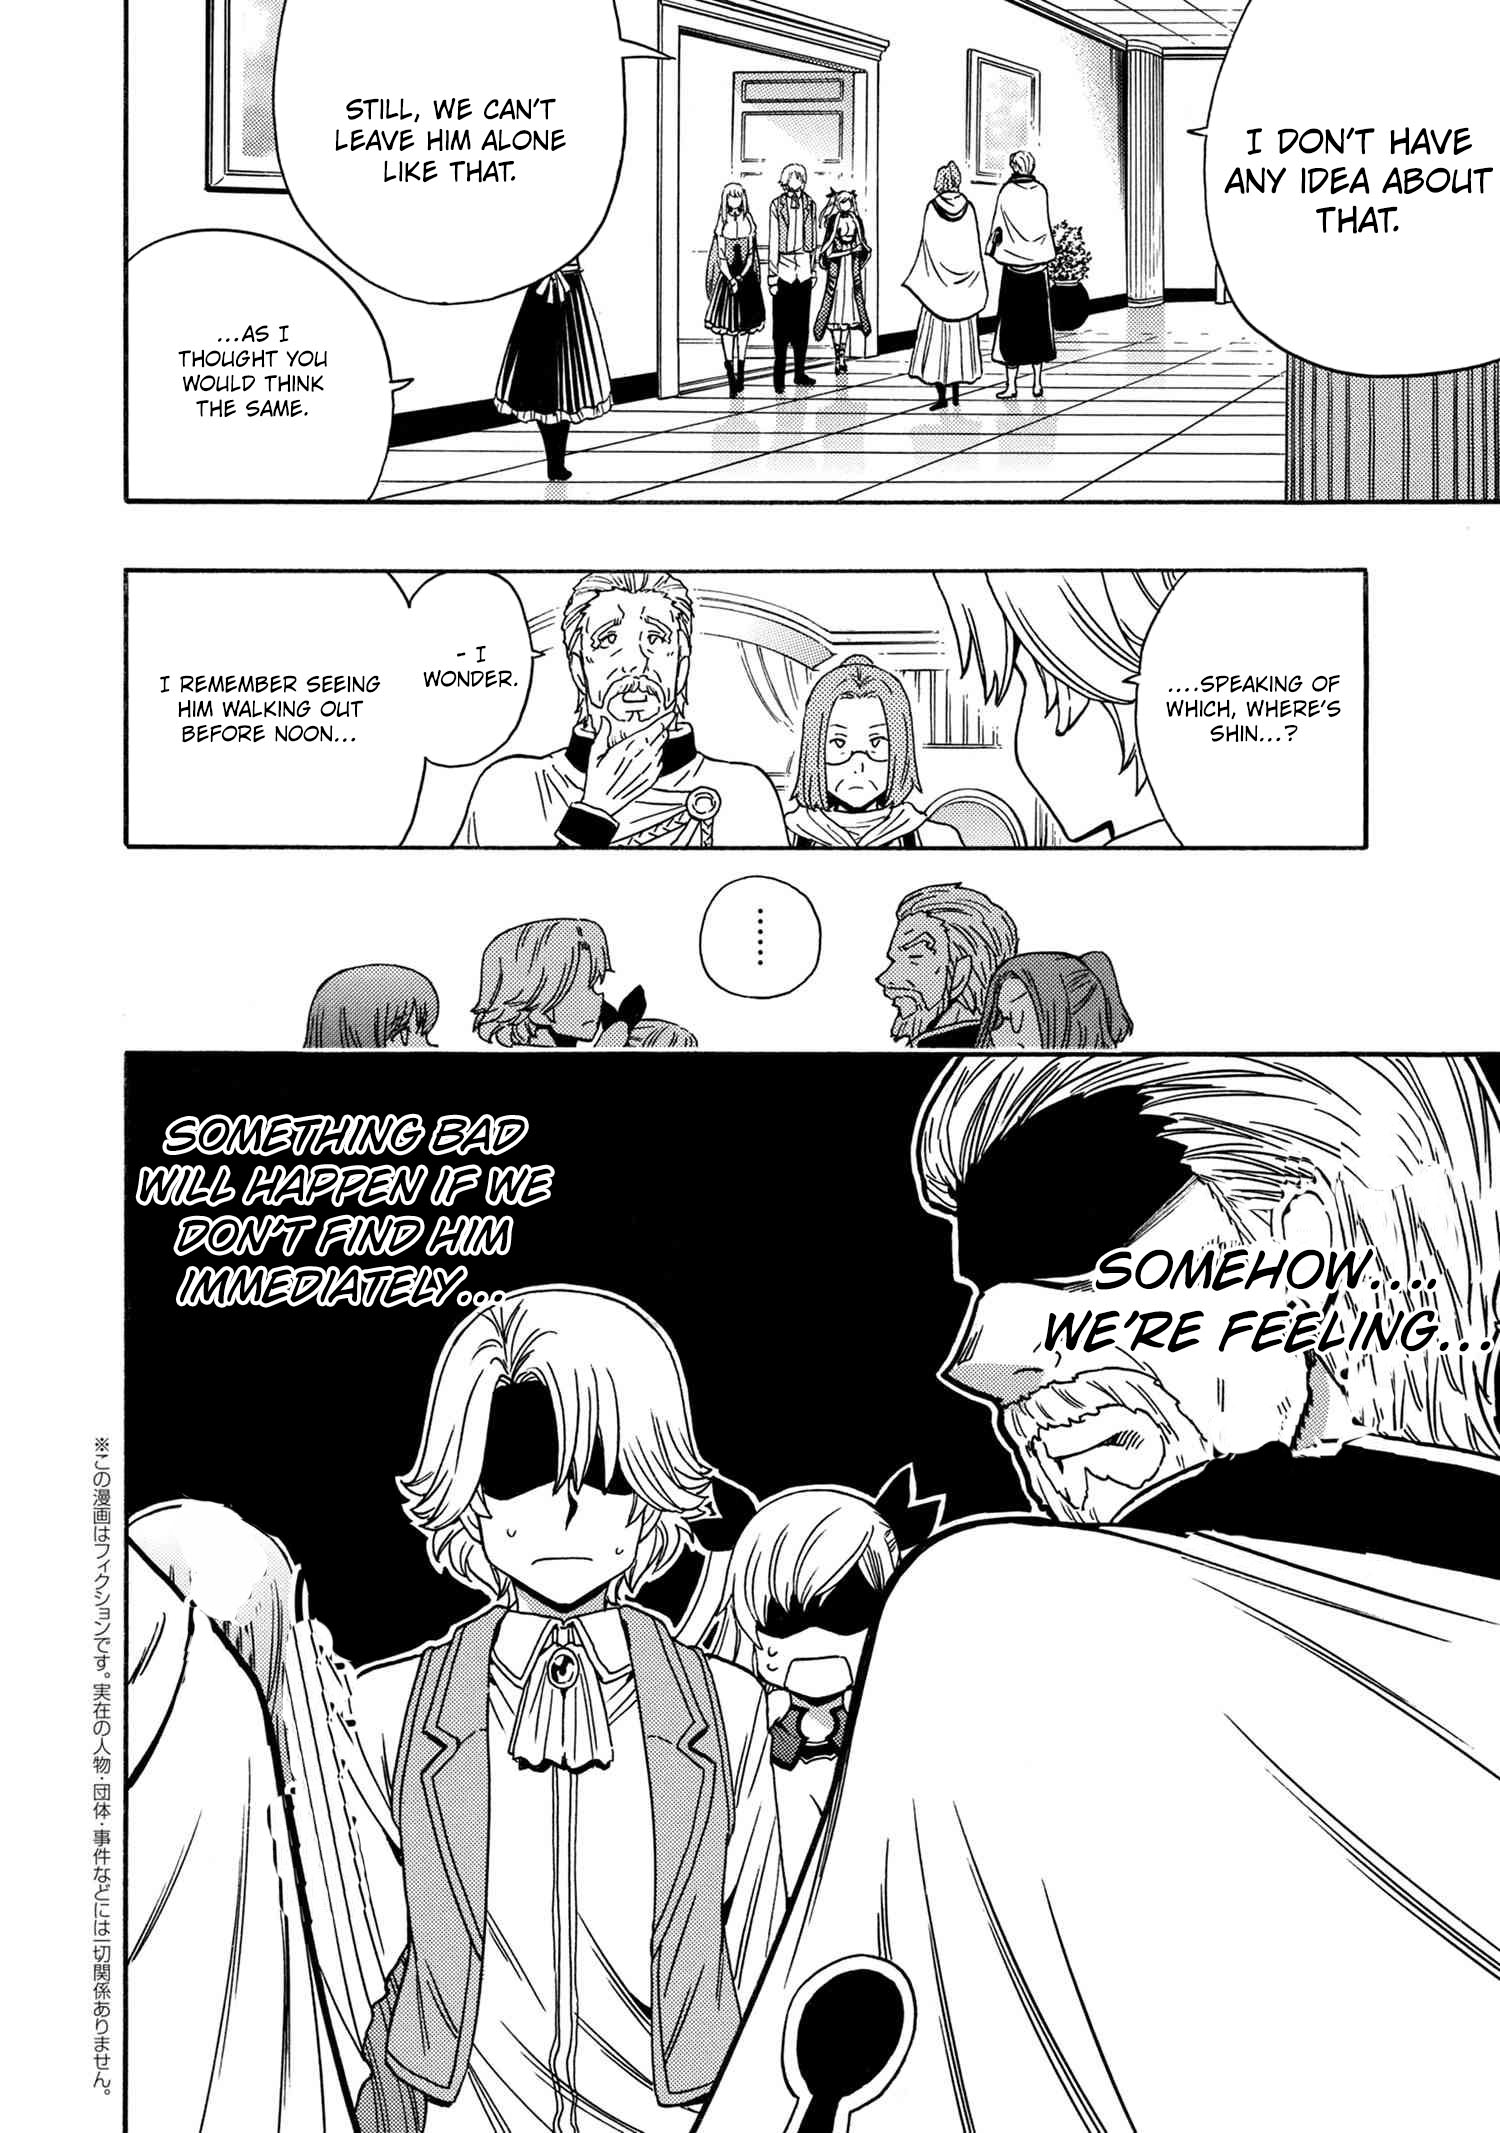 I DON'T HAVE
ANY IDEA ABOUT
THAT.
STILL, WE CAN'T
LEAVE HIM ALONE
LIKE THAT.
...AS I
THOUGHT YOU
WOULD THINK
THE SAME.
....SPEAKING OF
WHICH, WHERE'S
SHIN...?
- I
WONDER.
I REMEMBER SEEING
HIM WALKING OUT
BEFORE NOON...
.......
SOMEHOW....
WE'RE FEELING...
SOMETHING BAD
WILL HAPPEN IF WE
DON'T FIND HIM
IMMEDIATELY...
※この漫画はフィクションです。実在の人物・団体・事件などには一切関係ありません。